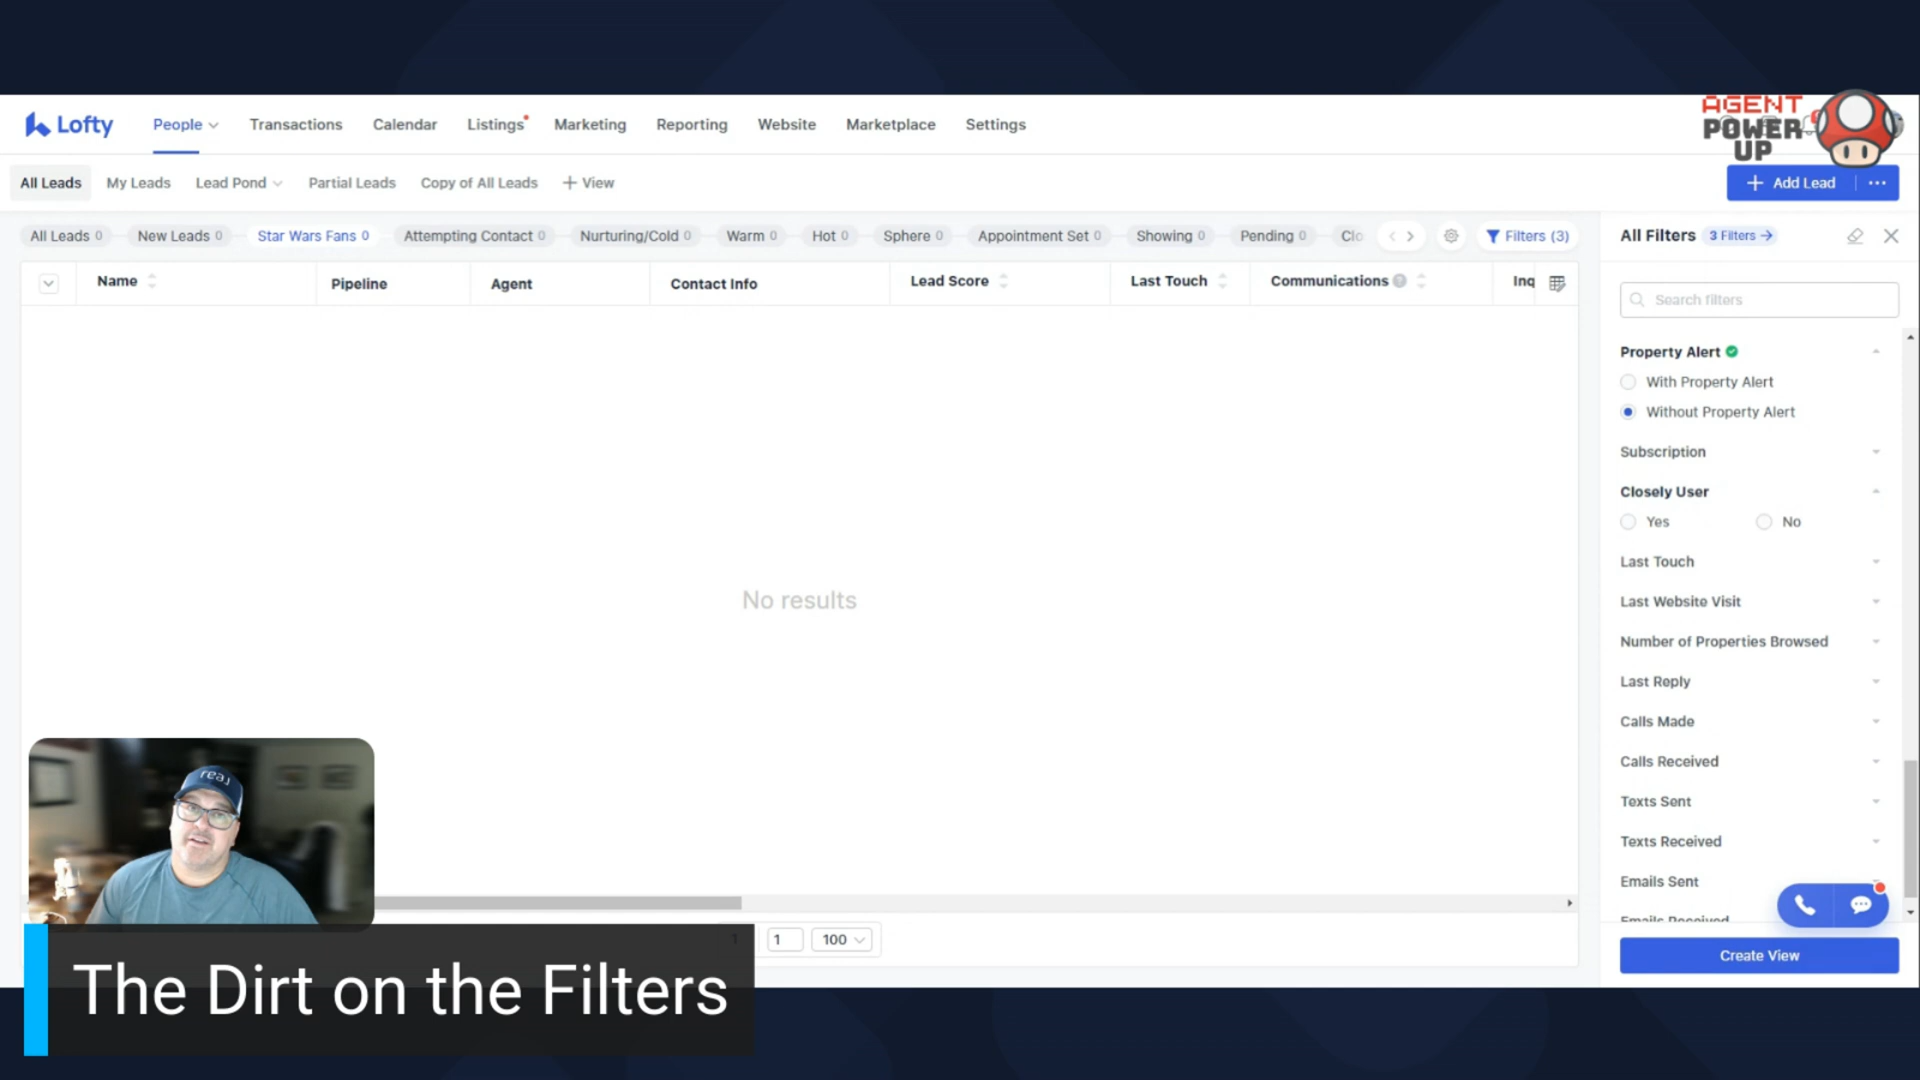 Lofty
People
Transactions
Calendar
Listings
Marketing
Reporting
Website
Marketplace
Settings
AGENT
POWER
UP
All Leads
My Leads
Lead Pond
Partial Leads
Copy of All Leads
+ View
+ Add Lead
All Leads 0
New Leads 0
Star Wars Fans 0
Attempting Contact 0
Nurturing/Cold 0
Warm 0
Hot 0
Sphere 0
Appointment Set 0
Showing 0
Pending 0
Clo
Filters (3)
All Filters
3 Filters →
Name
Pipeline
Agent
Contact Info
Lead Score
Last Touch
Communications
Inq
Search filters
Property Alert
With Property Alert
Without Property Alert
Subscription
Closely User
Yes
No
Last Touch
Last Website Visit
Number of Properties Browsed
Last Reply
Calls Made
Calls Received
Texts Sent
Texts Received
Emails Sent
Emails Received
Create View
No results
real
1
1
100
The Dirt on the Filters